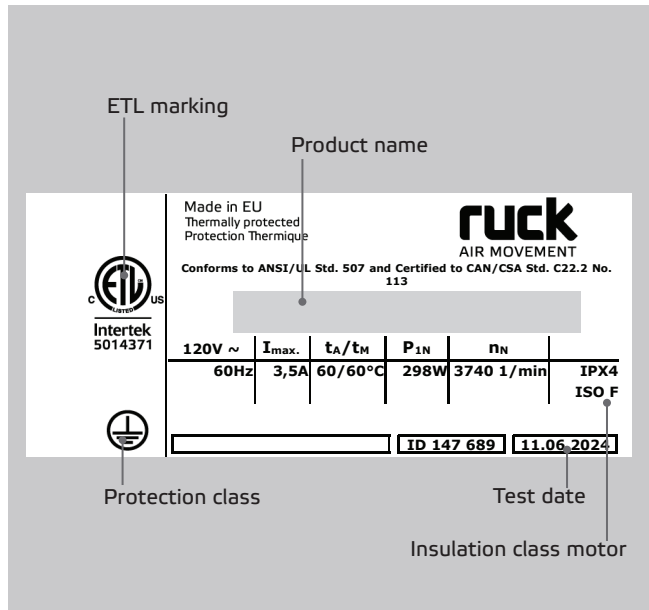 ETL marking
Product name
Made in EU
Thermally protected
Protection Thermique
ruck
AIR MOVEMENT
Conforms to ANSI/UL Std. 507 and Certified to CAN/CSA Std. C22.2 No.
113
ETL
LISTED
C US
Intertek
5014371
120V ~ Imax. tA/tM P1N nN
60Hz 3,5A 60/60°C 298W 3740 1/min IPX4
ISO F
ID 147 689 11.06.2024
Protection class
Test date
Insulation class motor